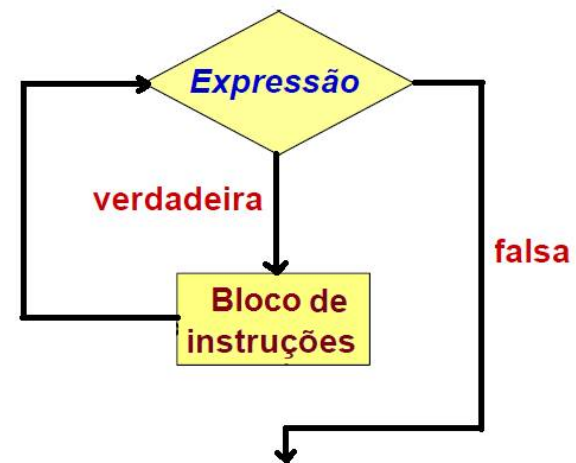 Expressão
verdadeira
falsa
Bloco de
instruções